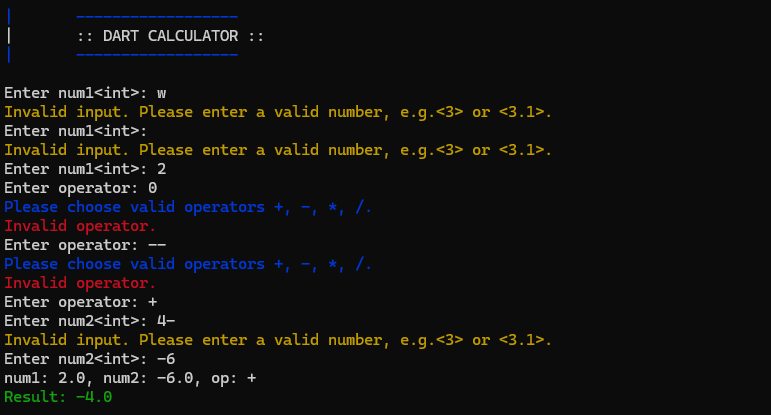 |       ------------------
|       :: DART CALCULATOR ::
|       ------------------
Enter num1<int>: w
Invalid input. Please enter a valid number, e.g.<3> or <3.1>.
Enter num1<int>:
Invalid input. Please enter a valid number, e.g.<3> or <3.1>.
Enter num1<int>: 2
Enter operator: 0
Please choose valid operators +, -, *, /.
Invalid operator.
Enter operator: --
Please choose valid operators +, -, *, /.
Invalid operator.
Enter operator: +
Enter num2<int>: 4-
Invalid input. Please enter a valid number, e.g.<3> or <3.1>.
Enter num2<int>: -6
num1: 2.0, num2: -6.0, op: +
Result: -4.0